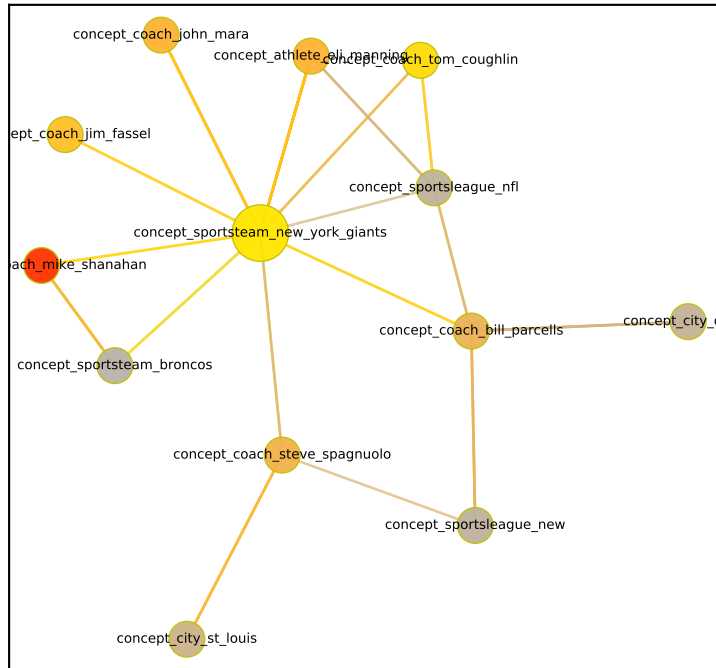 concept_coach_john_mara
concept_athlete_eli_manning
concept_coach_tom_coughlin
ept_coach_jim_fassel
concept_sportsleague_nfl
concept_sportsteam_new_york_giants
oach_mike_shanahan
concept_city_
concept_coach_bill_parcells
concept_sportsteam_broncos
concept_coach_steve_spagnuolo
concept_sportsleague_new
concept_city_st_louis